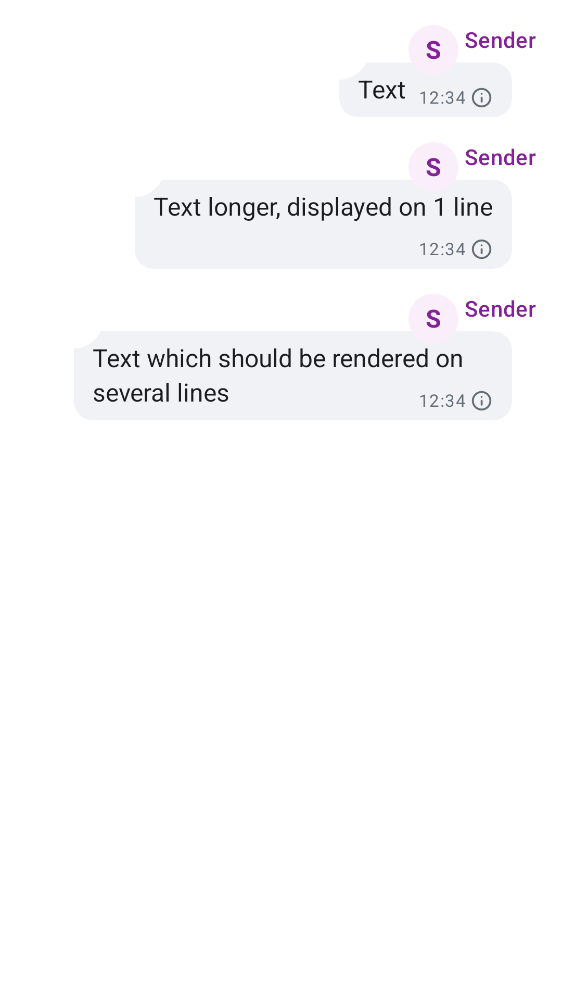 S Sender
Text 12:34
S Sender
Text longer, displayed on 1 line
12:34
S Sender
Text which should be rendered on
several lines 12:34